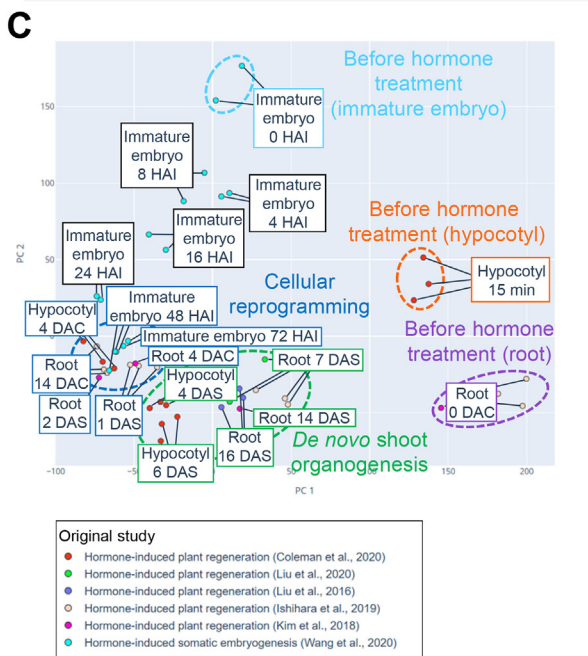 C
Before hormone
treatment
(immature embryo)
150
Immature
embryo
0 HAI
Immature
embryo
8 HAI
100
Immature
embryo
4 HAI
Before hormone
treatment (hypocotyl)
Immature
embryo
16 HAI
PC 2
Immature
embryo
24 HAI
50
Hypocotyl
15 min
Cellular
reprogramming
Immature
embryo 48 HAI
Hypocotyl
4 DAC
Before hormone
treatment (root)
Immature embryo 72 HAI
Root 4 DAC
Root 7 DAS
Root
14 DAC
Hypocotyl
4 DAS
Root
0 DAC
Root
2 DAS
Root
1 DAS
Root 14 DAS
Root
16 DAS
De novo shoot
organogenesis
Hypocotyl
6 DAS
−100
50
150
200
PC 1
Original study
Hormone-induced plant regeneration (Coleman et al., 2020)
Hormone-induced plant regeneration (Liu et al., 2020)
Hormone-induced plant regeneration (Liu et al., 2016)
Hormone-induced plant regeneration (Ishihara et al., 2019)
Hormone-induced plant regeneration (Kim et al., 2018)
Hormone-induced somatic embryogenesis (Wang et al., 2020)